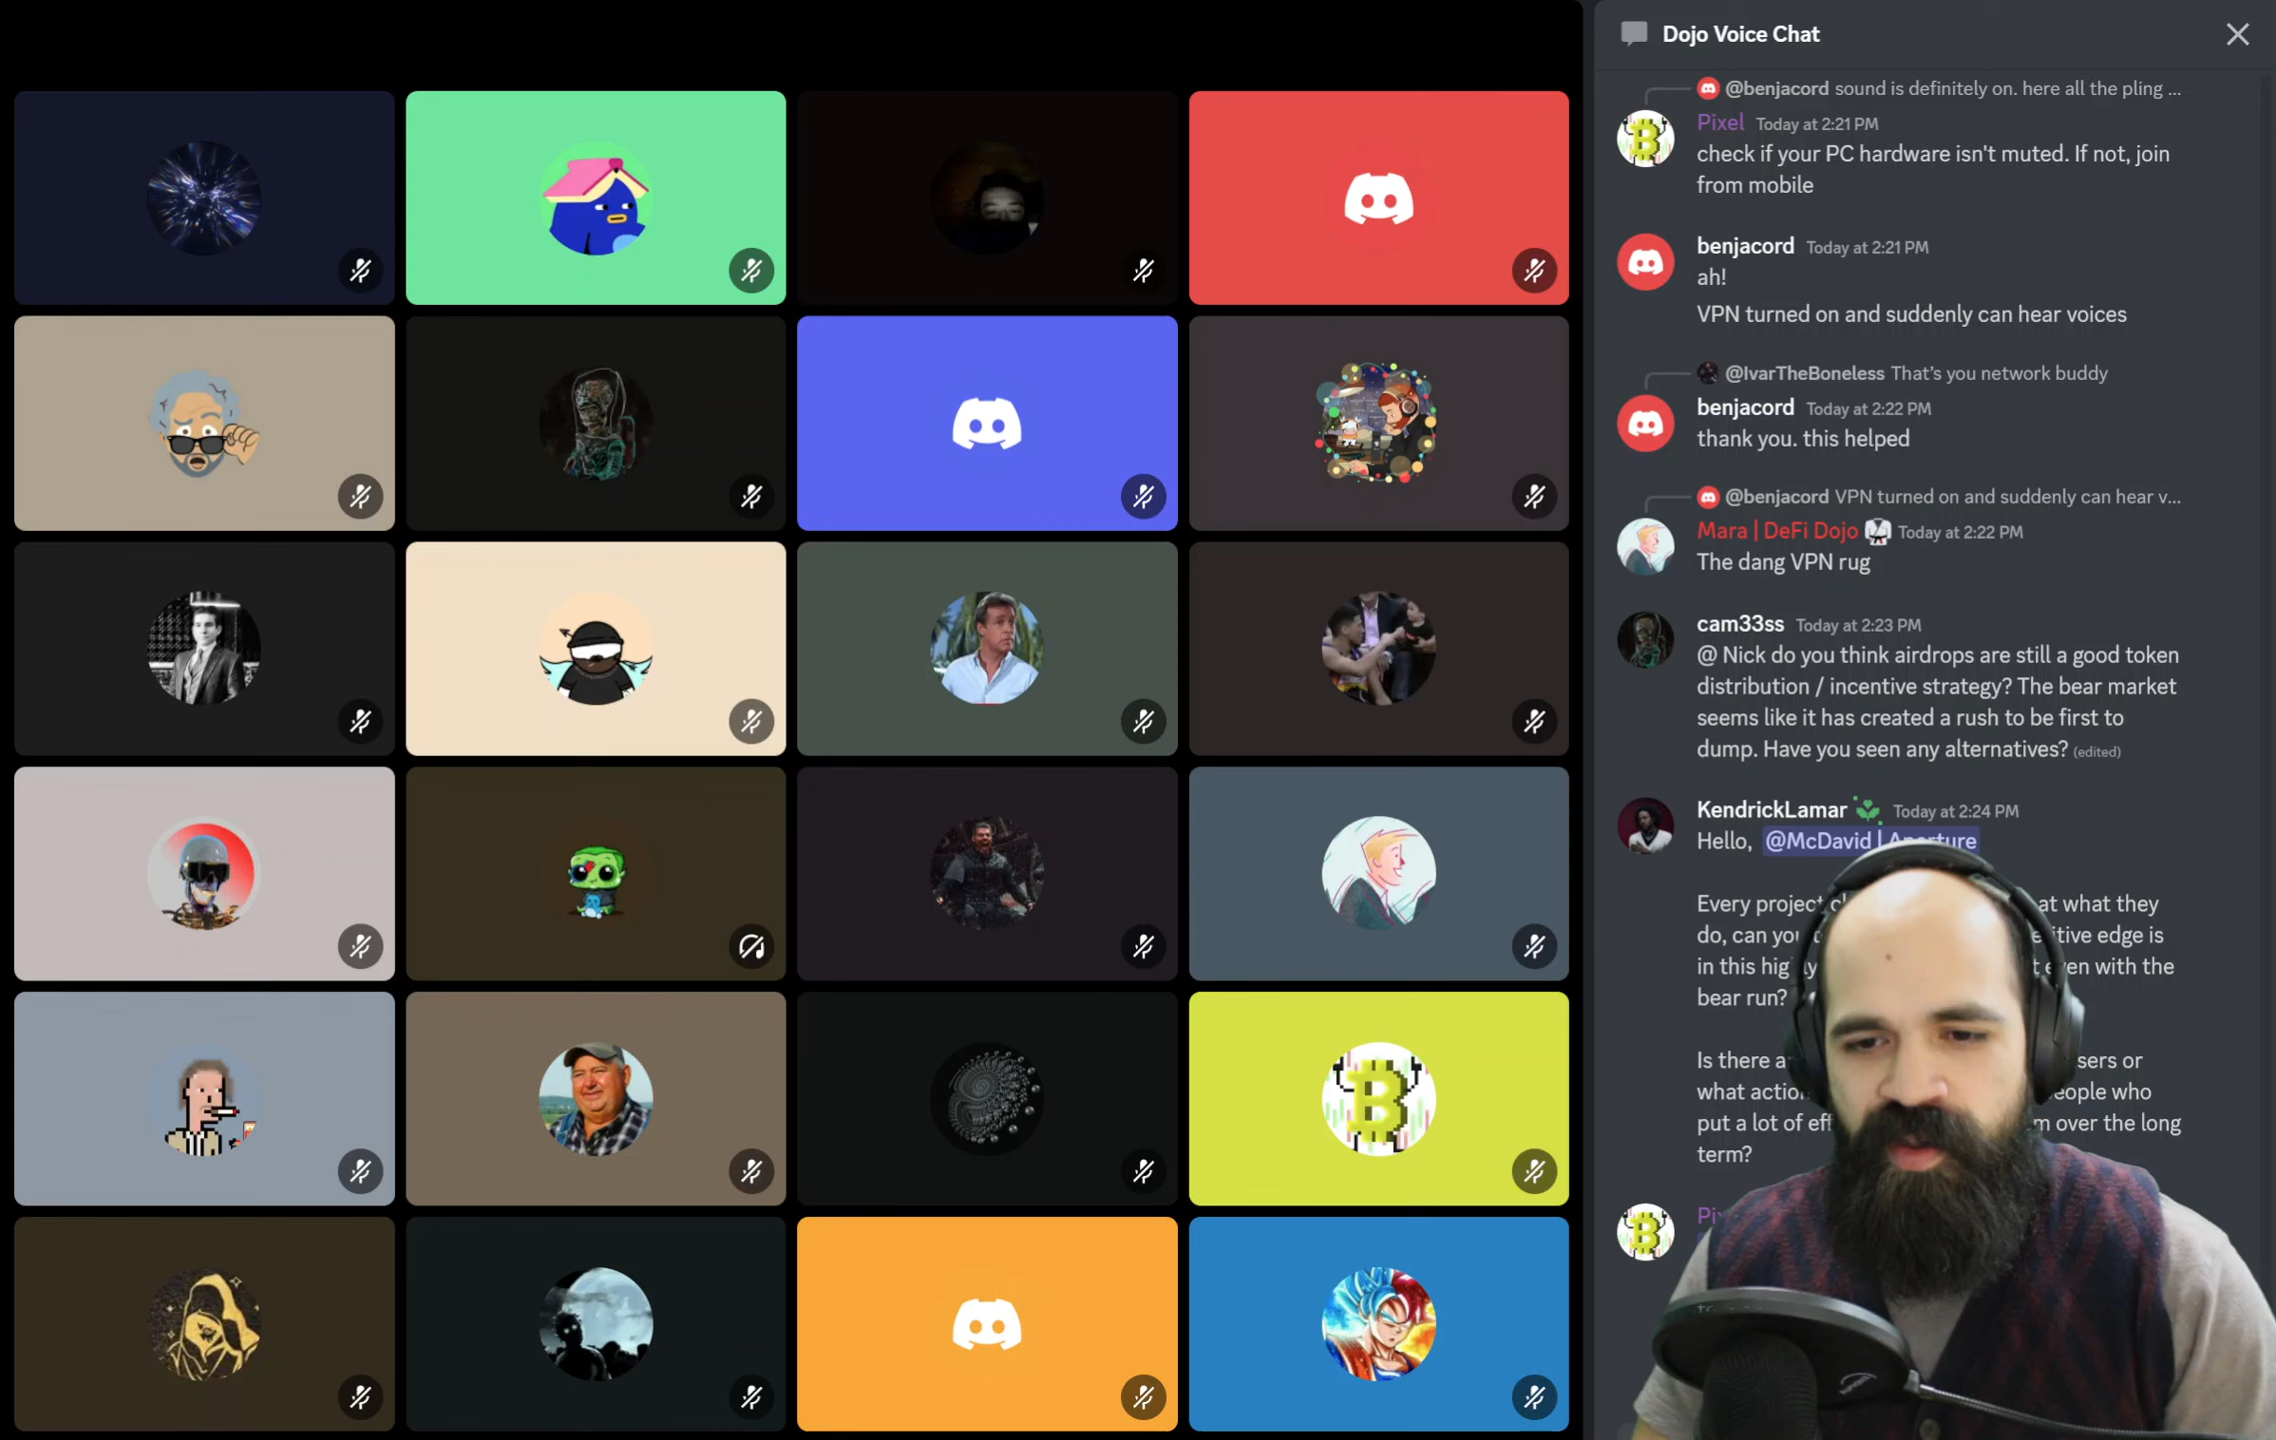 Dojo Voice Chat
@benjacord sound is definitely on. here all the pling ...
Pixel Today at 2:21 PM
check if your PC hardware isn't muted. If not, join
from mobile
benjacord Today at 2:21 PM
ah!
VPN turned on and suddenly can hear voices
@IvarTheBoneless That's you network buddy
benjacord Today at 2:22 PM
thank you. this helped
@benjacord VPN turned on and suddenly can hear v...
Mara | DeFi Dojo Today at 2:22 PM
The dang VPN rug
cam33ss Today at 2:23 PM
@ Nick do you think airdrops are still a good token
distribution / incentive strategy? The bear market
seems like it has created a rush to be first to
dump. Have you seen any alternatives? (edited)
KendrickLamar Today at 2:24 PM
Hello, @McDavid | Aperture
Every project at what they
do, can you edge is
in this highly even with the
bear run?
Is there or
what people who
put a lot of over the long
term?